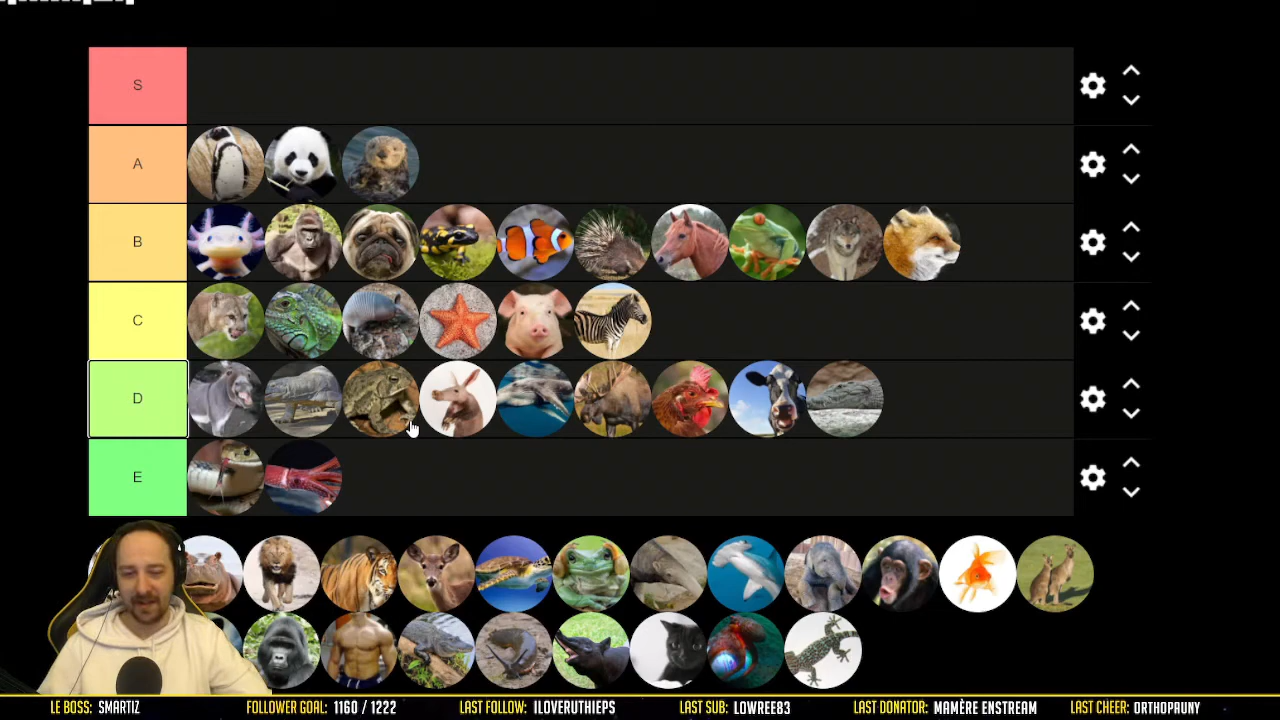 S
A
B
C
D
E
LE BOSS: SMARTIZ FOLLOWER GOAL: 1160 / 1222 LAST FOLLOW: ILOVERUTHIEPS LAST SUB: LOWREE83 LAST DONATOR: MAMÈRE ENSTREAM LAST CHEER: ORTHOPAUNY